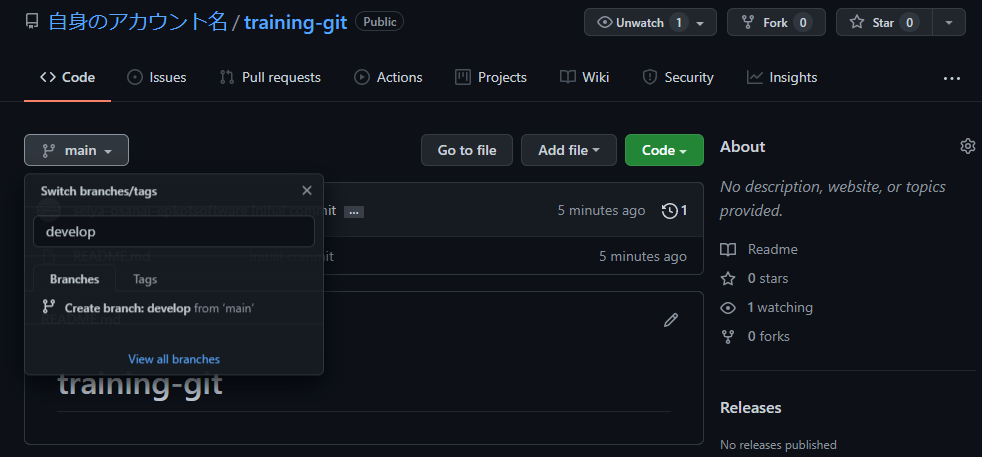 自身のアカウント名 / training-git Public
Unwatch 1
Fork 0
Star 0
Code
Issues
Pull requests
Actions
Projects
Wiki
Security
Insights
main
Go to file
Add file
Code
Switch branches/tags
develop
Branches
Tags
Create branch: develop from 'main'
View all branches
Initial commit ...
5 minutes ago
1
README.md
Initial commit
5 minutes ago
README.md
training-git
About
No description, website, or topics
provided.
Readme
0 stars
1 watching
0 forks
Releases
No releases published